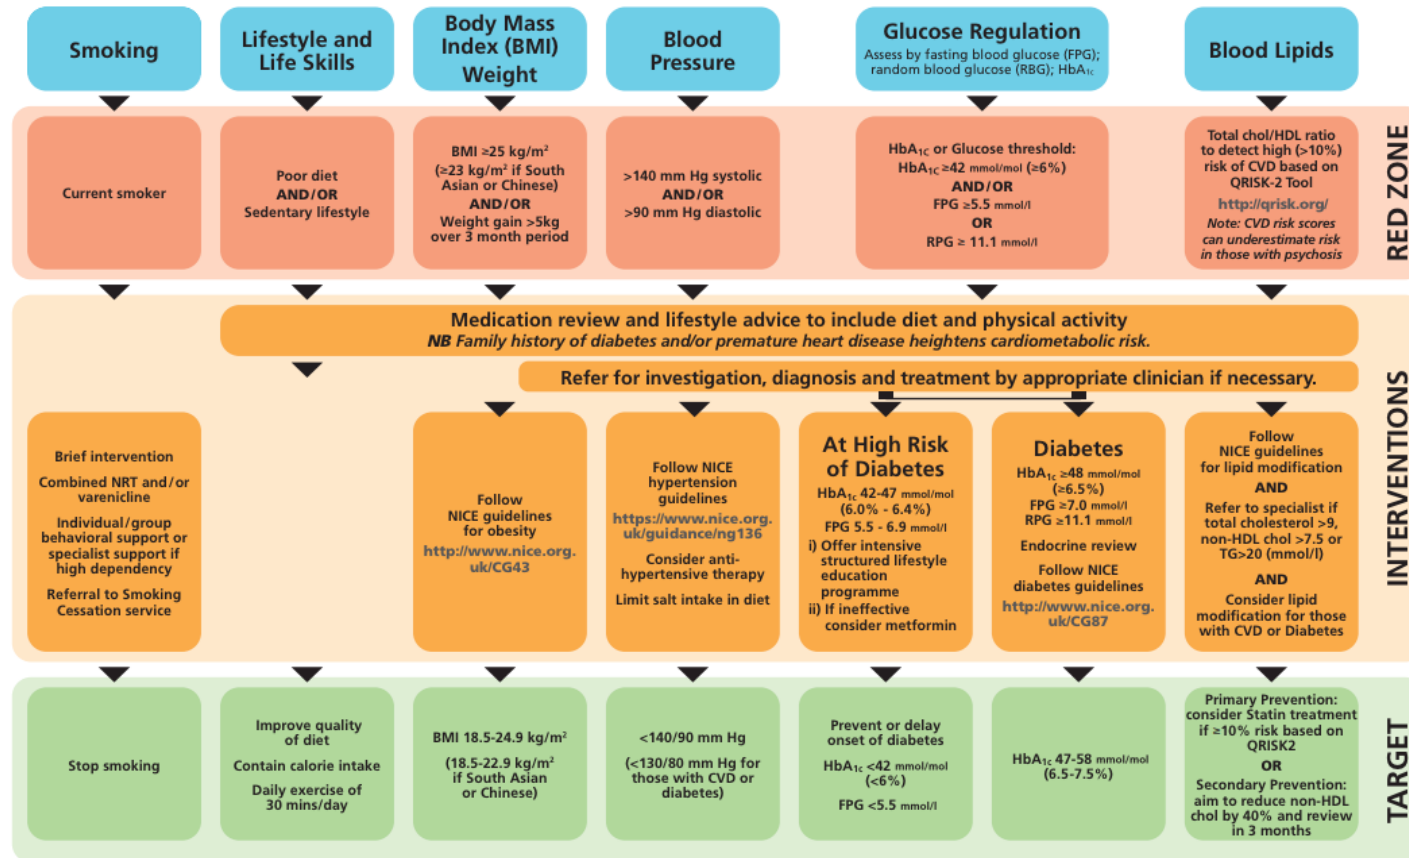 Smoking
Lifestyle and
Life Skills
Body Mass
Index (BMI)
Weight
Blood
Pressure
Glucose Regulation
Assess by fasting blood glucose (FPG);
random blood glucose (RBG); HbA1c
Blood Lipids
RED ZONE
Current smoker
Poor diet
AND/OR
Sedentary lifestyle
BMI ≥25 kg/m²
(≥23 kg/m² if South
Asian or Chinese)
AND/OR
Weight gain >5kg
over 3 month period
>140 mm Hg systolic
AND/OR
>90 mm Hg diastolic
HbA1C or Glucose threshold:
HbA1C ≥42 mmol/mol (≥6%)
AND/OR
FPG ≥5.5 mmol/l
OR
RPG ≥ 11.1 mmol/l
Total chol/HDL ratio
to detect high (>10%)
risk of CVD based on
QRISK-2 Tool
http://qrisk.org/
Note: CVD risk scores
can underestimate risk
in those with psychosis
INTERVENTIONS
Medication review and lifestyle advice to include diet and physical activity
NB Family history of diabetes and/or premature heart disease heightens cardiometabolic risk.
Refer for investigation, diagnosis and treatment by appropriate clinician if necessary.
Brief intervention
Combined NRT and/or
varenicline
Individual/group
behavioral support or
specialist support if
high dependency
Referral to Smoking
Cessation service
Follow
NICE guidelines
for obesity
http://www.nice.org.
uk/CG43
Follow NICE
hypertension
guidelines
https://www.nice.org.
uk/guidance/ng136
Consider anti-
hypertensive therapy
Limit salt intake in diet
At High Risk
of Diabetes
HbA1c 42-47 mmol/mol
(6.0% - 6.4%)
FPG 5.5 - 6.9 mmol/l
i) Offer intensive
structured lifestyle
education
programme
ii) If ineffective
consider metformin
Diabetes
HbA1c ≥48 mmol/mol
(≥6.5%)
FPG ≥7.0 mmol/l
RPG ≥11.1 mmol/l
Endocrine review
Follow NICE
diabetes guidelines
http://www.nice.org.
uk/CG87
Follow
NICE guidelines
for lipid modification
AND
Refer to specialist if
total cholesterol >9,
non-HDL chol >7.5 or
TG>20 (mmol/l)
AND
Consider lipid
modification for those
with CVD or Diabetes
TARGET
Stop smoking
Improve quality
of diet
Contain calorie intake
Daily exercise of
30 mins/day
BMI 18.5-24.9 kg/m²
(18.5-22.9 kg/m²
if South Asian
or Chinese)
<140/90 mm Hg
(<130/80 mm Hg for
those with CVD or
diabetes)
Prevent or delay
onset of diabetes
HbA1c <42 mmol/mol
(<6%)
FPG <5.5 mmol/l
HbA1c 47-58 mmol/mol
(6.5-7.5%)
Primary Prevention:
consider Statin treatment
if ≥10% risk based on
QRISK2
OR
Secondary Prevention:
aim to reduce non-HDL
chol by 40% and review
in 3 months